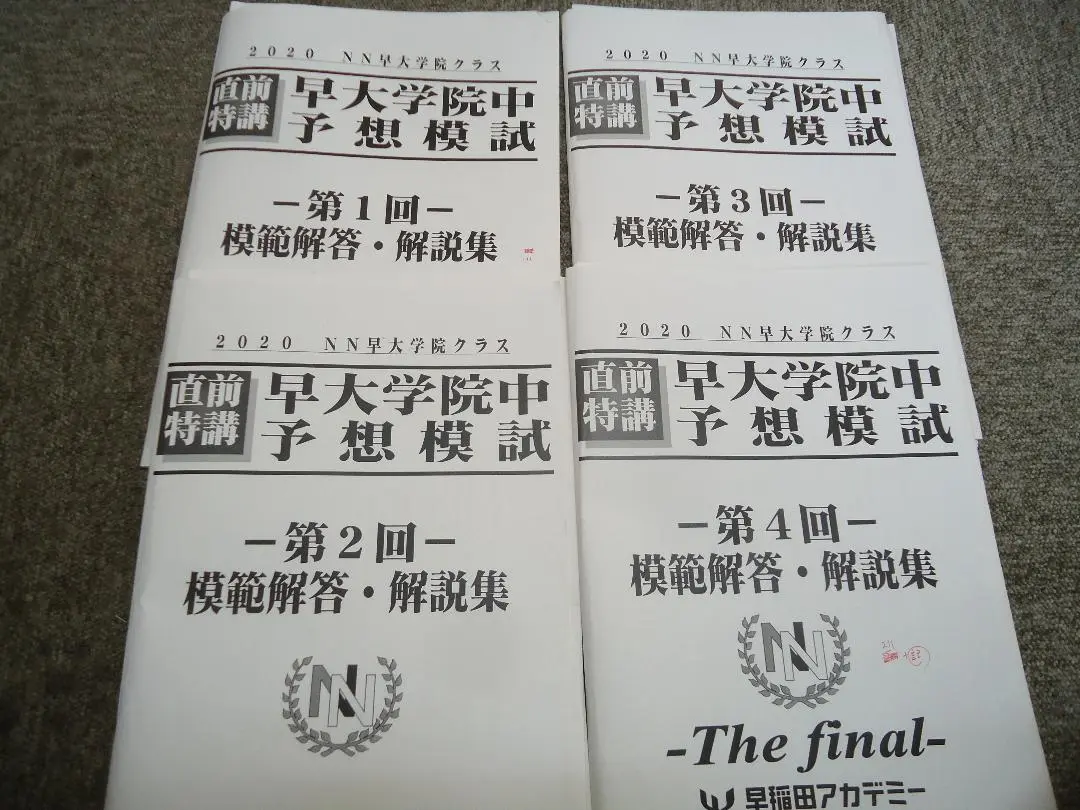 2020 NN早大学院クラス
直前
特講
早大学院中
予想模試
－第1回－
模範解答・解説集
2020 NN早大学院クラス
直前
特講
早大学院中
予想模試
－第3回－
模範解答・解説集
2020 NN早大学院クラス
直前
特講
早大学院中
予想模試
－第2回－
模範解答・解説集
NN
2020 NN早大学院クラス
直前
特講
早大学院中
予想模試
－第4回－
模範解答・解説集
NN
-The final-
早稲田アカデミー